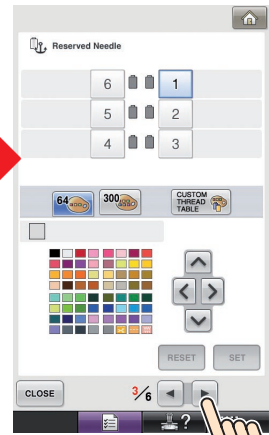 Reserved Needle
6 1
5 2
4 3
64 300 CUSTOM THREAD TABLE
RESET SET
CLOSE 3/6
?